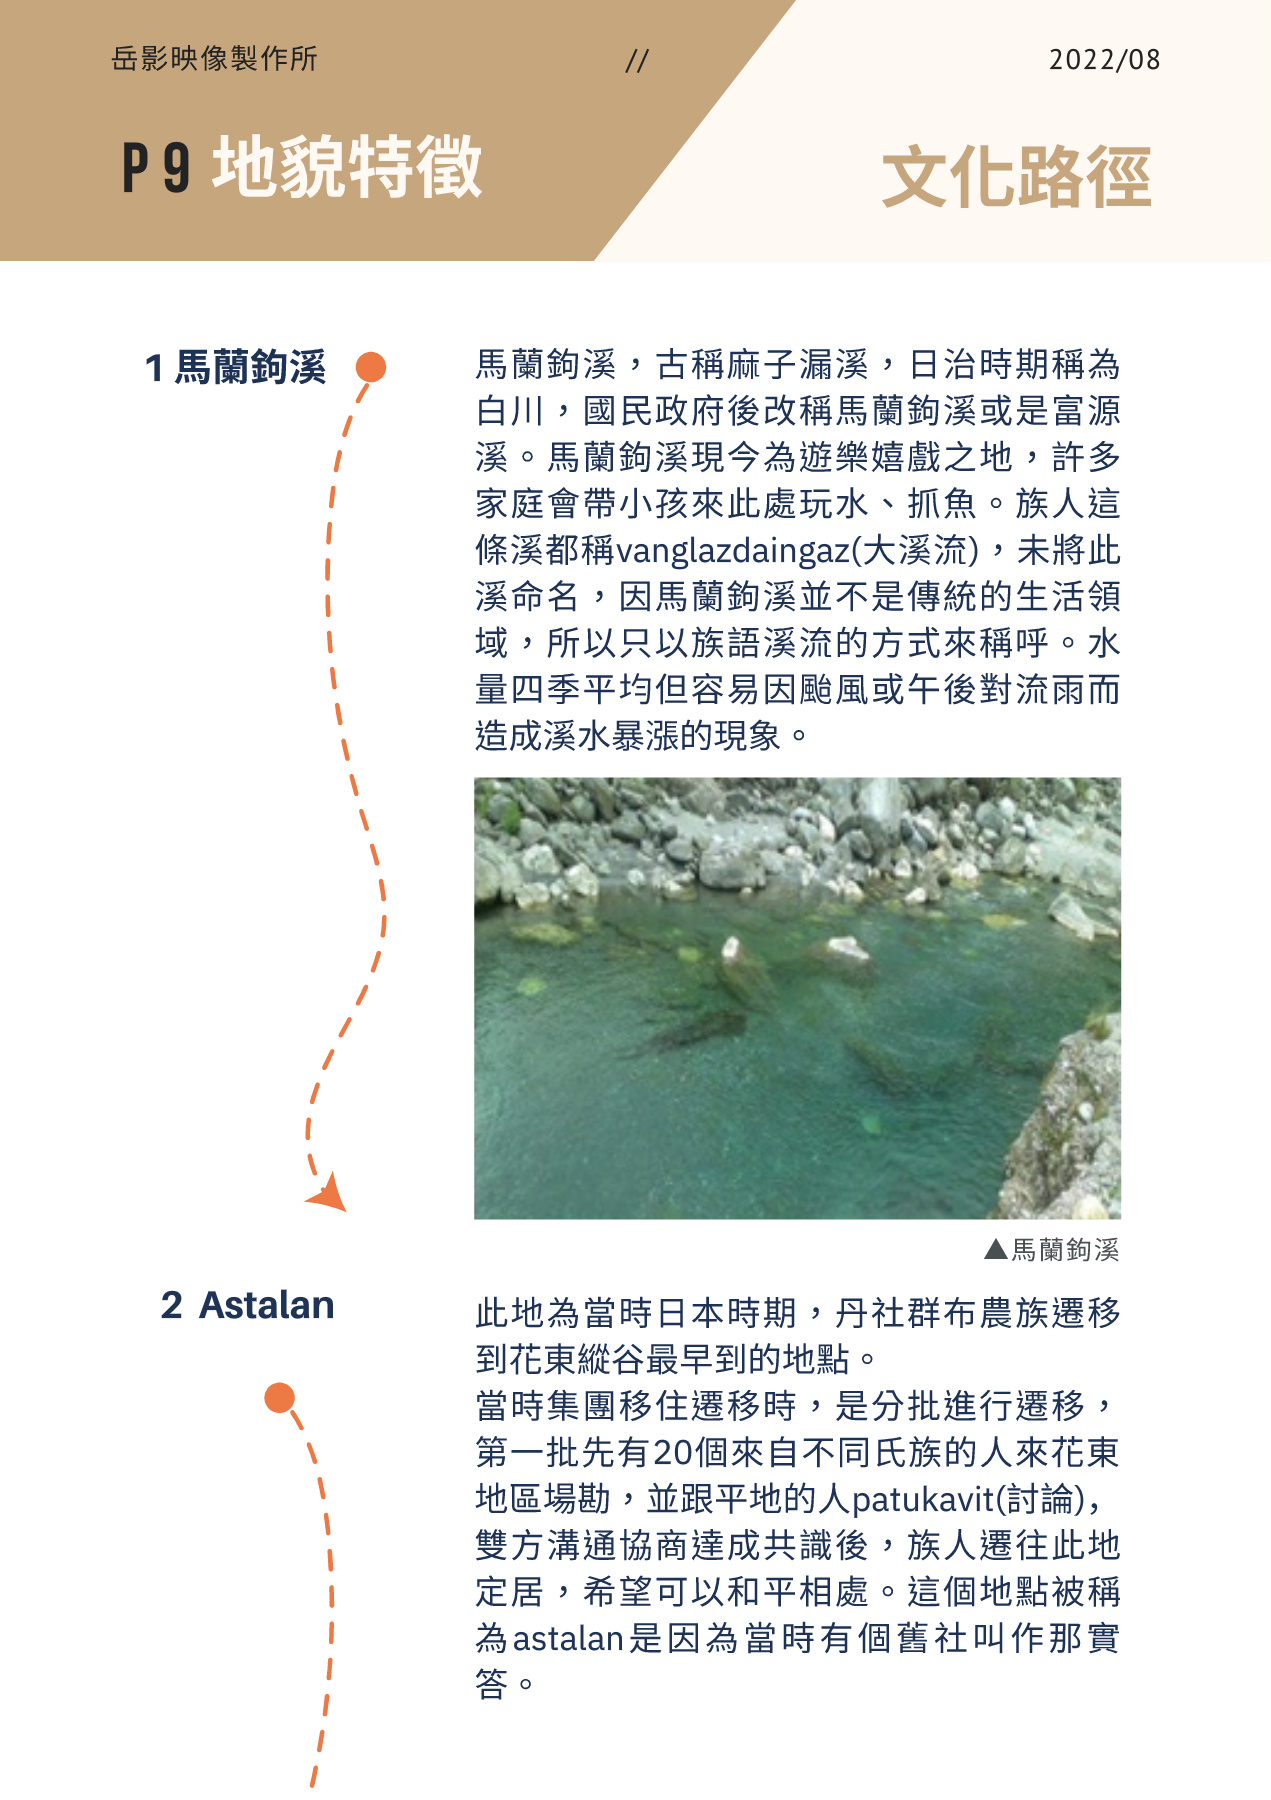 岳影映像製作所 // 2022/08
P9 地貌特徵
文化路徑
1 馬蘭鉤溪
馬蘭鉤溪，古稱麻子漏溪，日治時期稱為
白川，國民政府後改稱馬蘭鉤溪或是富源
溪。馬蘭鉤溪現今為遊樂嬉戲之地，許多
家庭會帶小孩來此處玩水、抓魚。族人這
條溪都稱vanglazdaingaz(大溪流)，未將此
溪命名，因馬蘭鉤溪並不是傳統的生活領
域，所以只以族語溪流的方式來稱呼。水
量四季平均但容易因颱風或午後對流雨而
造成溪水暴漲的現象。
▲馬蘭鉤溪
2 Astalan
此地為當時日本時期，丹社群布農族遷移
到花東縱谷最早到的地點。
當時集團移住遷移時，是分批進行遷移，
第一批先有20個來自不同氏族的人來花東
地區場勘，並跟平地的人patukavit(討論)，
雙方溝通協商達成共識後，族人遷往此地
定居，希望可以和平相處。這個地點被稱
為astalan是因為當時有個舊社叫作那實
答。